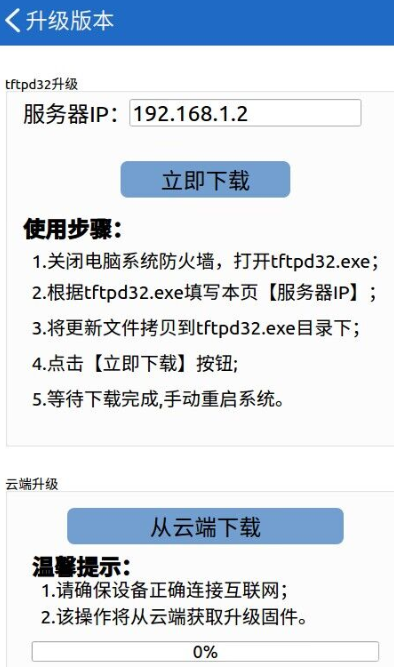 升级版本
tftpd32升级
服务器IP：192.168.1.2
立即下载
使用步骤：
1.关闭电脑系统防火墙，打开tftpd32.exe；
2.根据tftpd32.exe填写本页【服务器IP】；
3.将更新文件拷贝到tftpd32.exe目录下；
4.点击【立即下载】按钮;
5.等待下载完成,手动重启系统。
云端升级
从云端下载
温馨提示：
1.请确保设备正确连接互联网；
2.该操作将从云端获取升级固件。
0%